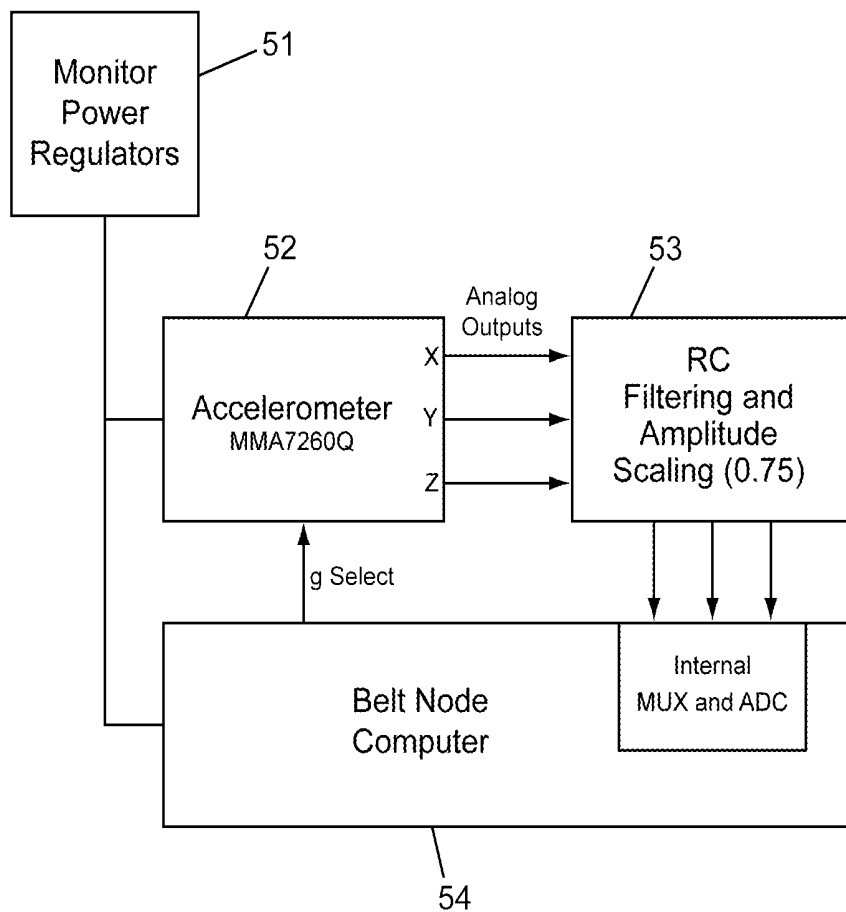 51
Monitor
Power
Regulators
52
53
Analog
Outputs
X
Y
Z
Accelerometer
MMA7260Q
RC
Filtering and
Amplitude
Scaling (0.75)
g Select
Belt Node
Computer
Internal
MUX and ADC
54